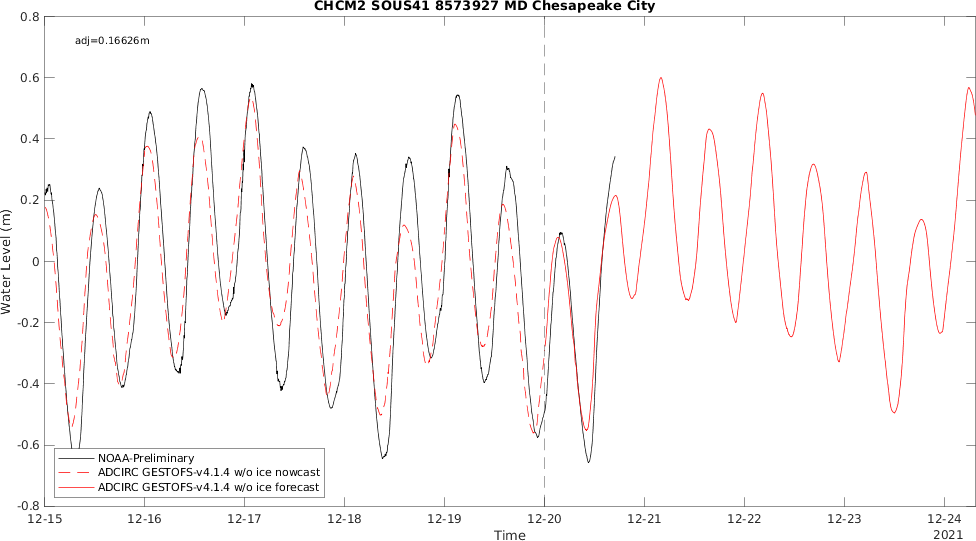 CHCM2 SOUS41 8573927 MD Chesapeake City
0.8
adj=0.16626m
0.6
0.4
0.2
0
-0.2
-0.4
-0.6
-0.8
Water Level (m)
NOAA-Preliminary
ADCIRC GESTOFS-v4.1.4 w/o ice nowcast
ADCIRC GESTOFS-v4.1.4 w/o ice forecast
12-15 12-16 12-17 12-18 12-19 12-20 12-21 12-22 12-23 12-24
Time
2021